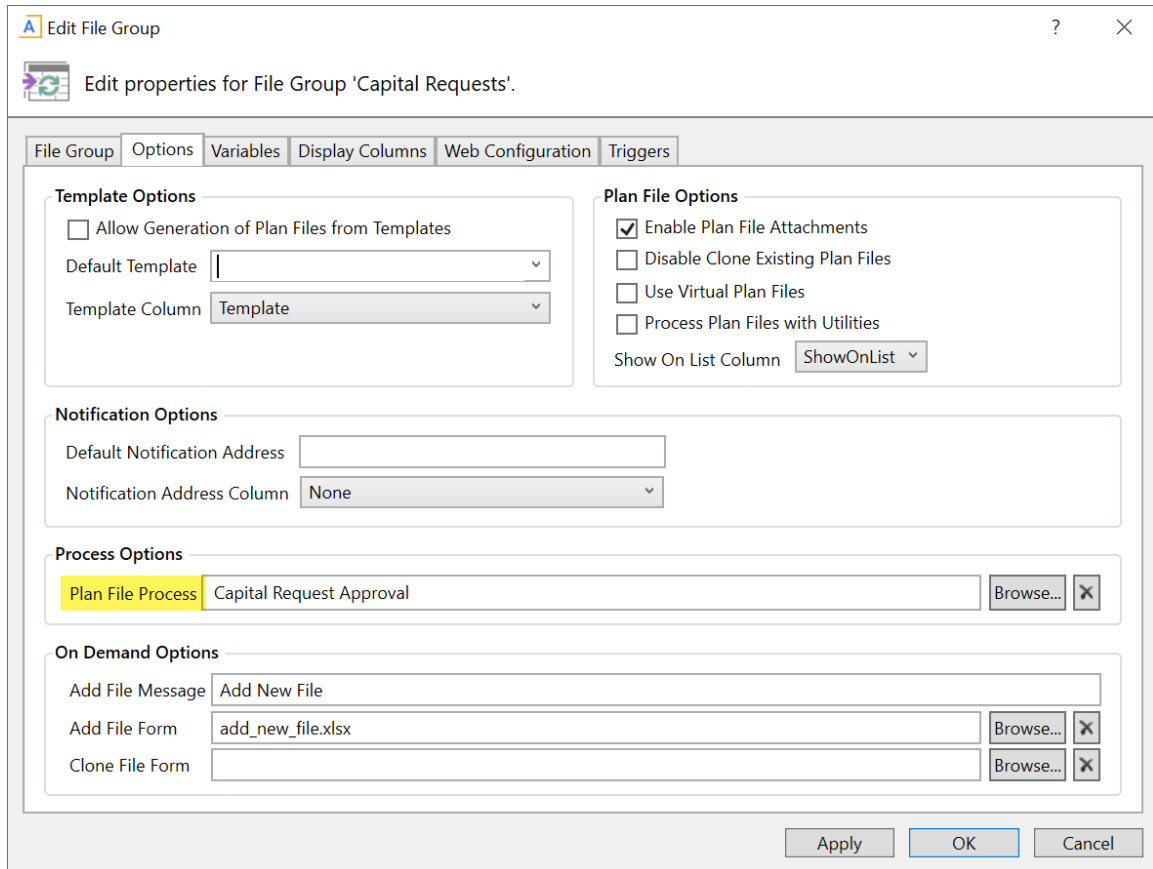 A Edit File Group ?
Edit properties for File Group 'Capital Requests'.
File Group Options Variables Display Columns Web Configuration Triggers
Template Options
Allow Generation of Plan Files from Templates
Default Template
Template Column Template
Plan File Options
Enable Plan File Attachments
Disable Clone Existing Plan Files
Use Virtual Plan Files
Process Plan Files with Utilities
Show On List Column ShowOnList
Notification Options
Default Notification Address
Notification Address Column None
Process Options
Plan File Process Capital Request Approval Browse...
On Demand Options
Add File Message Add New File
Add File Form add_new_file.xlsx Browse...
Clone File Form Browse...
Apply OK Cancel